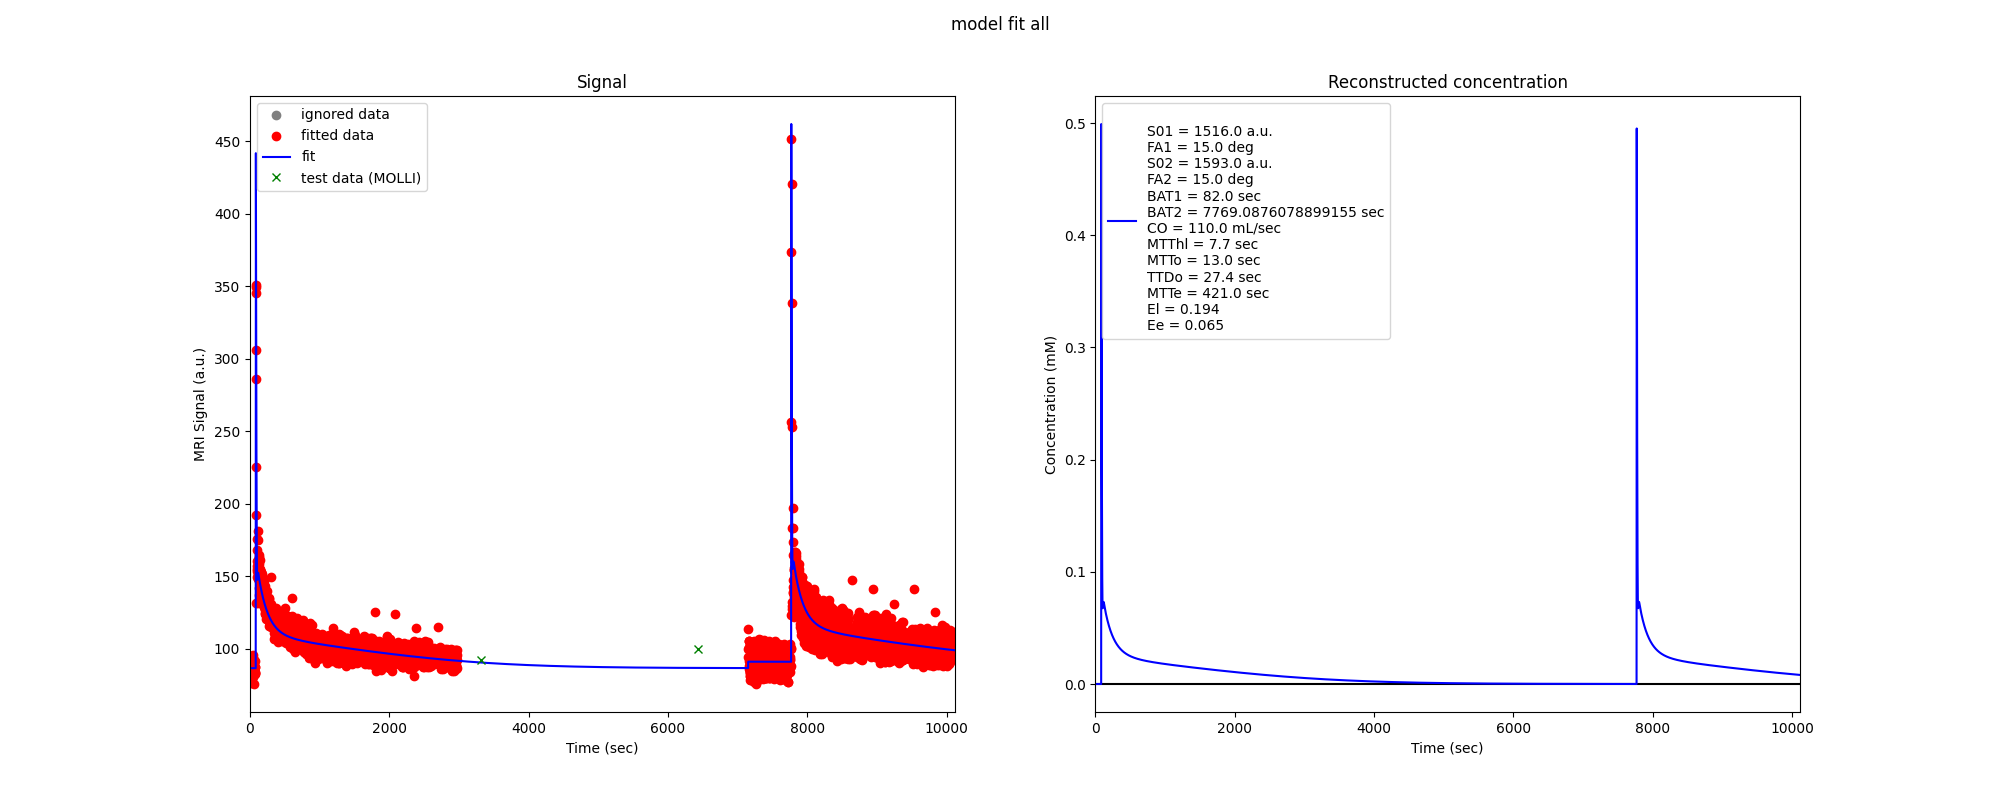 model fit all
Signal
ignored data
fitted data
fit
test data (MOLLI)
MRI Signal (a.u.)
450
400
350
300
250
200
150
100
0
2000
4000
6000
8000
10000
Time (sec)
Reconstructed concentration
S01 = 1516.0 a.u.
FA1 = 15.0 deg
S02 = 1593.0 a.u.
FA2 = 15.0 deg
BAT1 = 82.0 sec
BAT2 = 7769.0876078899155 sec
CO = 110.0 mL/sec
MTThl = 7.7 sec
MTTo = 13.0 sec
TTDo = 27.4 sec
MTTe = 421.0 sec
El = 0.194
Ee = 0.065
Concentration (mM)
0.5
0.4
0.3
0.2
0.1
0.0
0
2000
4000
6000
8000
10000
Time (sec)